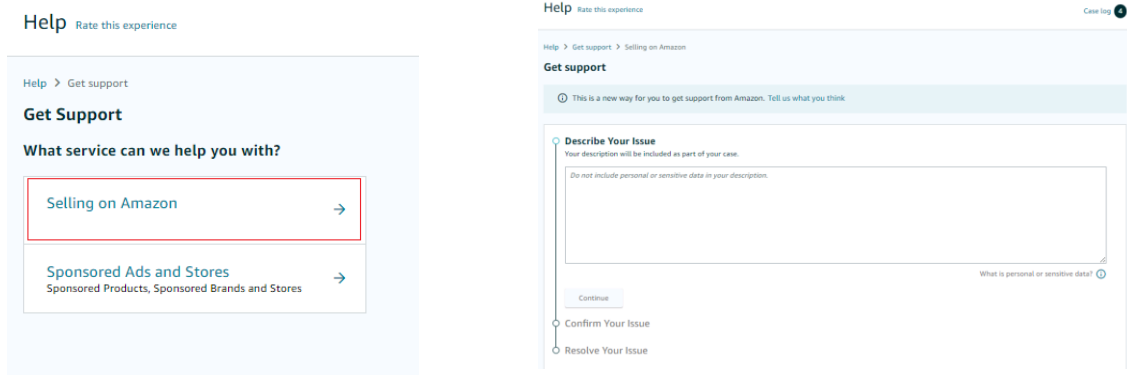 Help Rate this experience
Help > Get support
Get Support
What service can we help you with?
Selling on Amazon
Sponsored Ads and Stores
Sponsored Products, Sponsored Brands and Stores
Help Rate this experience
Case log 4
Help > Get support > Selling on Amazon
Get support
This is a new way for you to get support from Amazon. Tell us what you think
Describe Your Issue
Your description will be included as part of your case.
Do not include personal or sensitive data in your description.
What is personal or sensitive data?
Continue
Confirm Your Issue
Resolve Your Issue